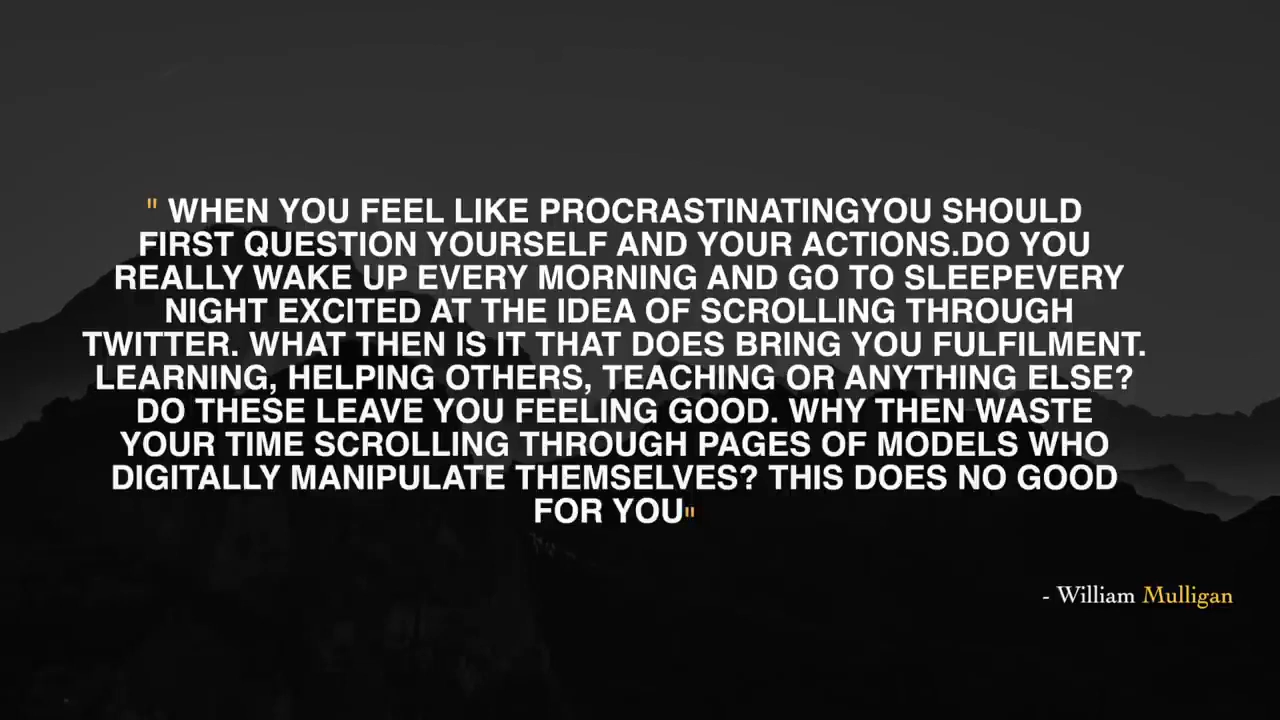 " WHEN YOU FEEL LIKE PROCRASTINATINGYOU SHOULD
FIRST QUESTION YOURSELF AND YOUR ACTIONS.DO YOU
REALLY WAKE UP EVERY MORNING AND GO TO SLEEPEVERY
NIGHT EXCITED AT THE IDEA OF SCROLLING THROUGH
TWITTER. WHAT THEN IS IT THAT DOES BRING YOU FULFILMENT.
LEARNING, HELPING OTHERS, TEACHING OR ANYTHING ELSE?
DO THESE LEAVE YOU FEELING GOOD. WHY THEN WASTE
YOUR TIME SCROLLING THROUGH PAGES OF MODELS WHO
DIGITALLY MANIPULATE THEMSELVES? THIS DOES NO GOOD
FOR YOU"
- William Mulligan